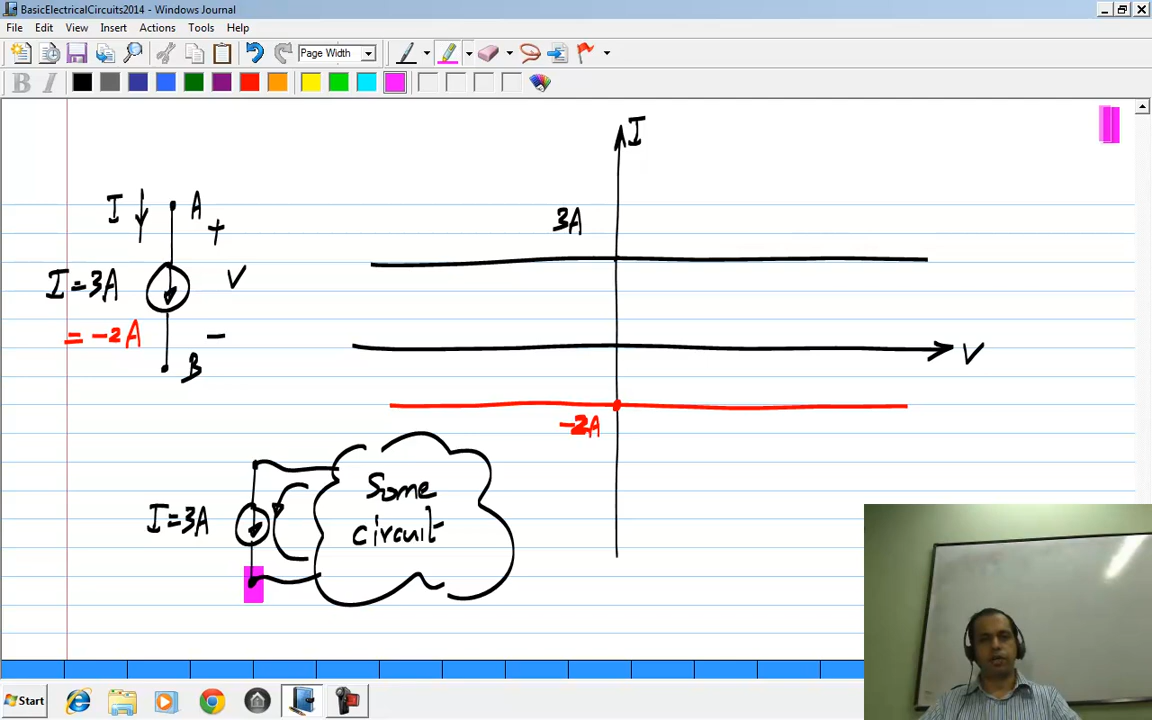 BasicElectricalCircuits2014 - Windows Journal
File Edit View Insert Actions Tools Help
Page Width
B I
I
3A
I A
+
I=3A V
= -2A
-
B
V
-2A
Some
circuit
I=3A
Start